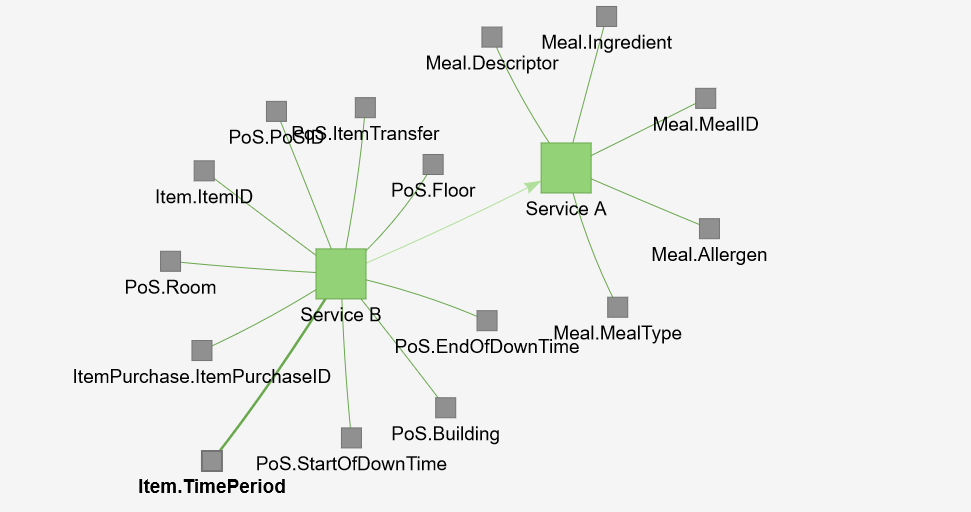 Meal.Ingredient
Meal.Descriptor
Meal.MealID
PoS.PoSID
PoS.ItemTransfer
PoS.Floor
Item.ItemID
Service A
Meal.Allergen
PoS.Room
Service B
Meal.MealType
PoS.EndOfDownTime
ItemPurchase.ItemPurchaseID
PoS.Building
PoS.StartOfDownTime
Item.TimePeriod